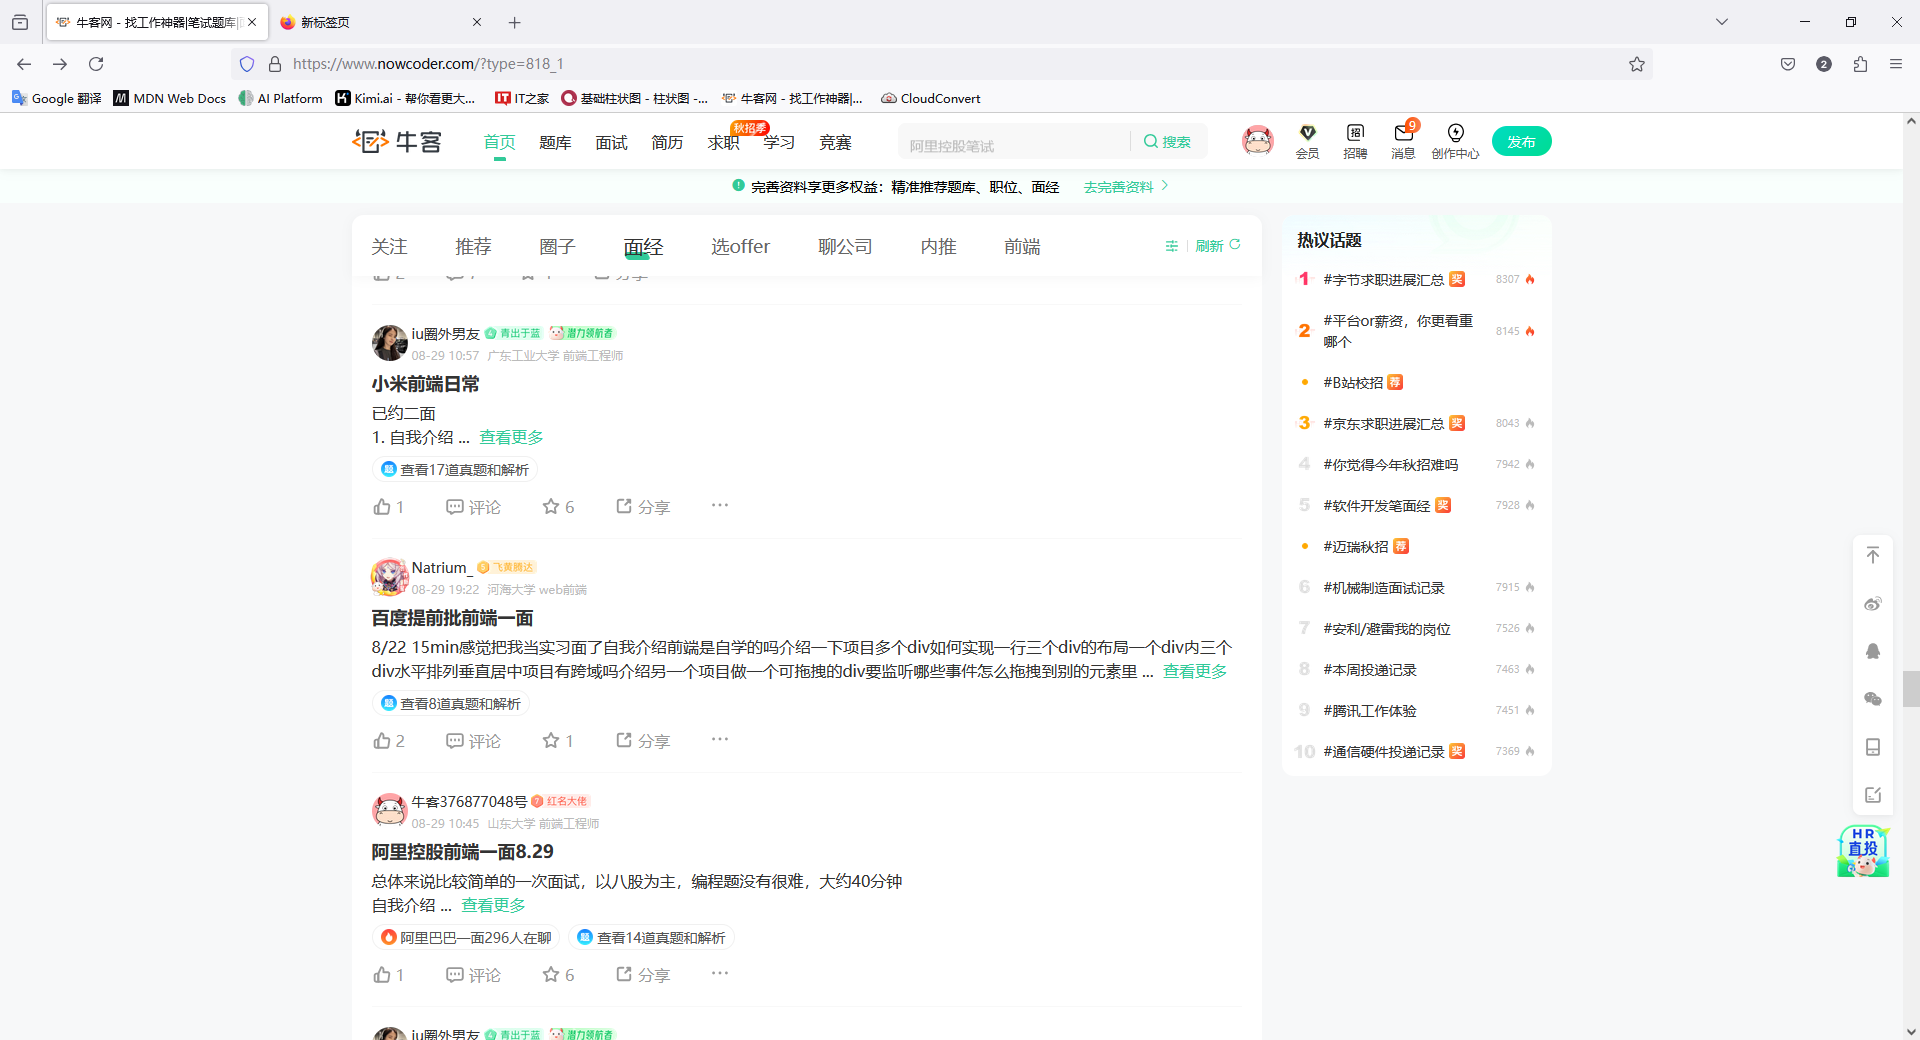 牛客网 - 找工作神器|笔试题库|
新标签页
https://www.nowcoder.com/?type=818_1
2
Google 翻译
MDN Web Docs
AI Platform
Kimi.ai - 帮你看更大...
IT之家
基础柱状图 - 柱状图 -...
牛客网 - 找工作神器|...
CloudConvert
牛客
首页
题库
面试
简历
求职
秋招季
学习
竞赛
阿里控股笔试
搜索
会员
招聘
9
消息
创作中心
发布
完善资料享更多权益：精准推荐题库、职位、面经
去完善资料
关注
推荐
圈子
面经
选offer
聊公司
内推
前端
刷新
分享
iu圈外男友 青出于蓝 潜力领航者
08-29 10:57 广东工业大学 前端工程师
小米前端日常
已约二面
1. 自我介绍 ... 查看更多
题 查看17道真题和解析
1 评论 6 分享 ...
Natrium_ 飞黄腾达
08-29 19:22 河海大学 web前端
百度提前批前端一面
8/22 15min感觉把我当实习面了自我介绍前端是自学的吗介绍一下项目多个div如何实现一行三个div的布局一个div内三个
div水平排列垂直居中项目有跨域吗介绍另一个项目做一个可拖拽的div要监听哪些事件怎么拖拽到别的元素里 ... 查看更多
题 查看8道真题和解析
2 评论 1 分享 ...
牛客376877048号 7 红名大佬
08-29 10:45 山东大学 前端工程师
阿里控股前端一面8.29
总体来说比较简单的一次面试，以八股为主，编程题没有很难，大约40分钟
自我介绍 ... 查看更多
阿里巴巴一面296人在聊
题 查看14道真题和解析
1 评论 6 分享 ...
iu圈外男友 青出于蓝 潜力领航者
热议话题
1 #字节求职进展汇总 奖 8307
2 #平台or薪资，你更看重
哪个 8145
#B站校招 荐
3 #京东求职进展汇总 奖 8043
4 #你觉得今年秋招难吗 7942
5 #软件开发笔面经 奖 7928
#迈瑞秋招 荐
6 #机械制造面试记录 7915
7 #安利/避雷我的岗位 7526
8 #本周投递记录 7463
9 #腾讯工作体验 7451
10 #通信硬件投递记录 奖 7369
HR
直投